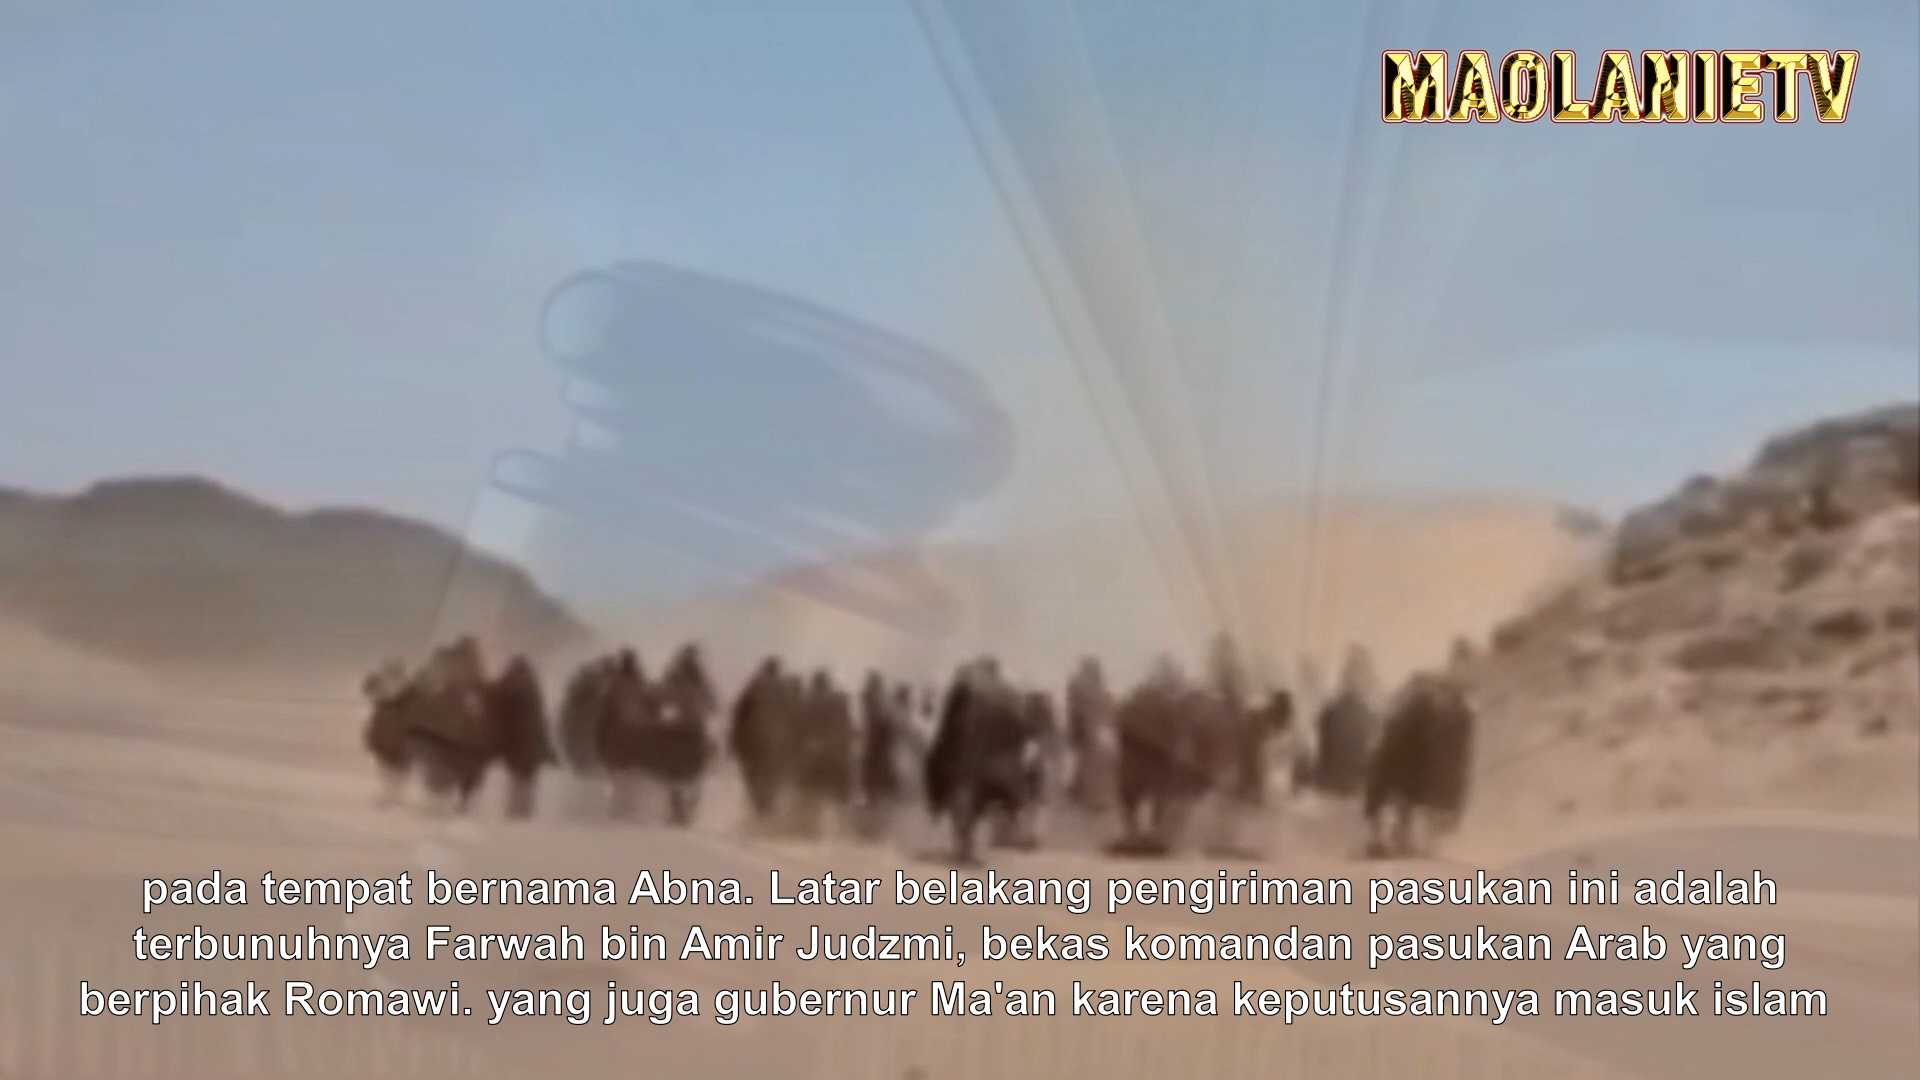 MAOLANIETV
pada tempat bernama Abna. Latar belakang pengiriman pasukan ini adalah
terbunuhnya Farwah bin Amir Judzmi, bekas komandan pasukan Arab yang
berpihak Romawi. yang juga gubernur Ma'an karena keputusannya masuk islam